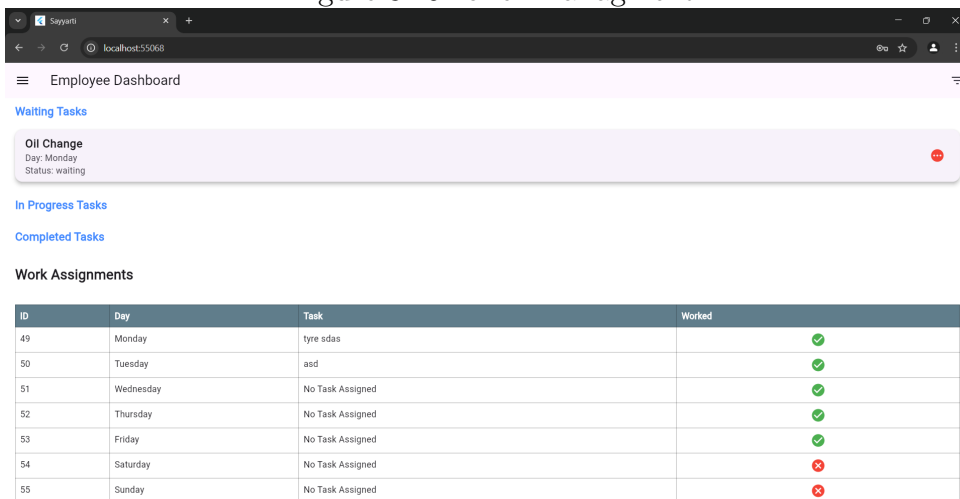 Sayyarti
localhost:55068
Employee Dashboard
Waiting Tasks
Oil Change
Day: Monday
Status: waiting
In Progress Tasks
Completed Tasks
Work Assignments
ID Day Task Worked
49 Monday tyre sdas
50 Tuesday asd
51 Wednesday No Task Assigned
52 Thursday No Task Assigned
53 Friday No Task Assigned
54 Saturday No Task Assigned
55 Sunday No Task Assigned